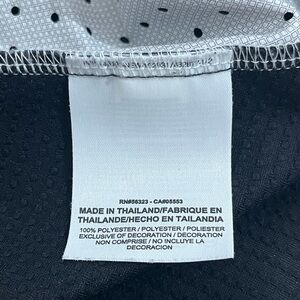 RN#56323 - CA#05553
MADE IN THAILAND/FABRIQUE EN
THAILANDE/HECHO EN TAILANDIA
100% POLYESTER / POLYESTER / POLIESTER
EXCLUSIVE OF DECORATION / DÉCORATION
NON COMPRISE / NO INCLUYE LA
DECORACION